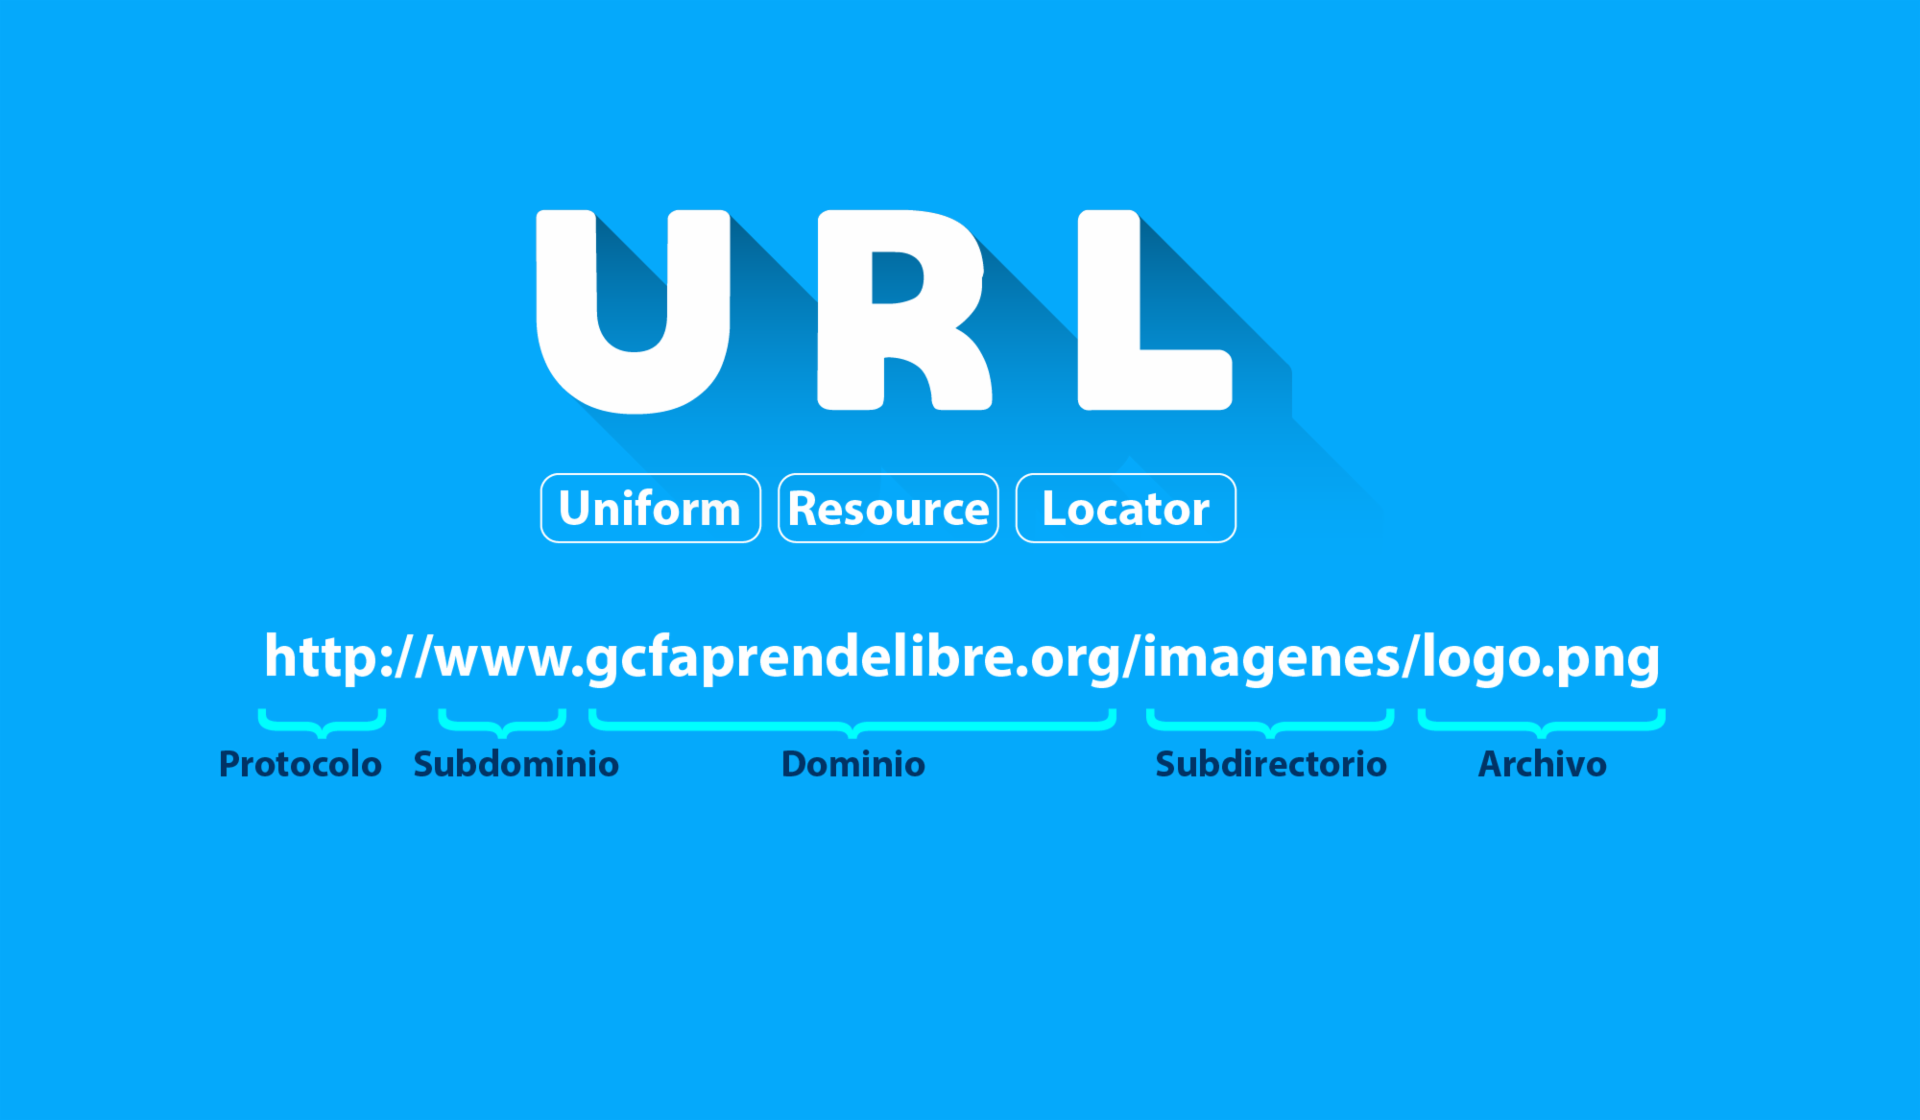 URL
Uniform Resource Locator
http://www.gcfaprendelibre.org/imagenes/logo.png
Protocolo Subdominio Dominio Subdirectorio Archivo